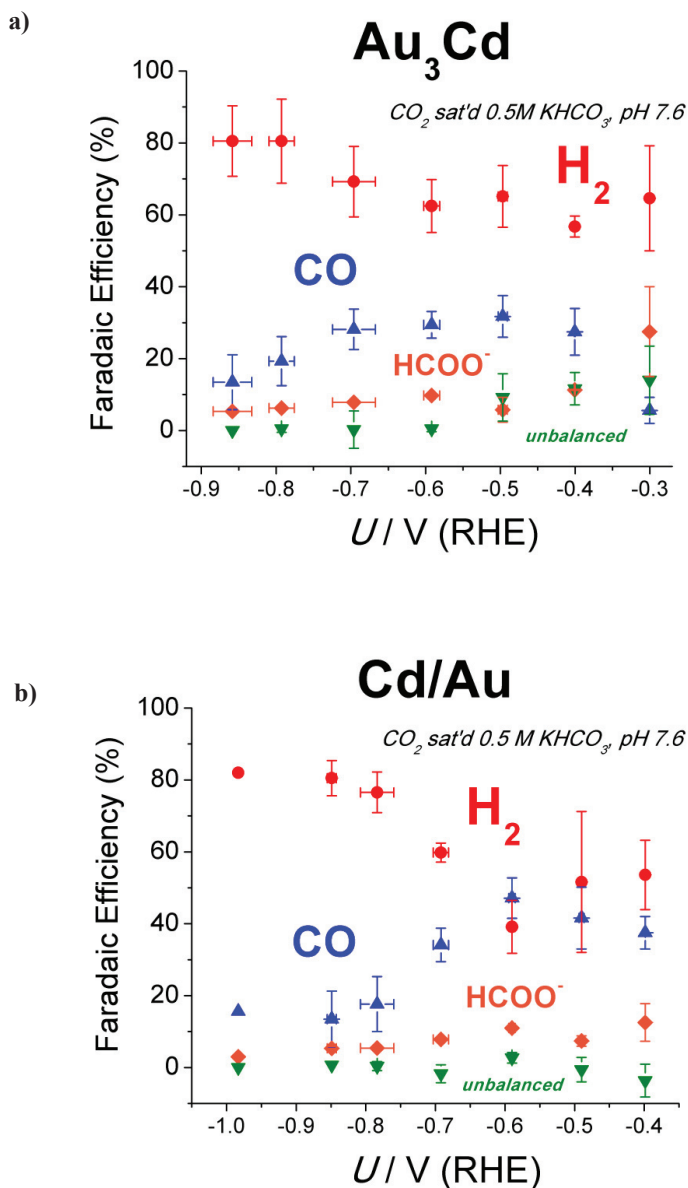 a)
Au₃Cd
CO₂ sat'd 0.5M KHCO₃, pH 7.6
H₂
CO
HCOO⁻
unbalanced
Faradaic Efficiency (%)
100
80
60
40
20
0
-0.9 -0.8 -0.7 -0.6 -0.5 -0.4 -0.3
U / V (RHE)
b)
Cd/Au
CO₂ sat'd 0.5 M KHCO₃, pH 7.6
H₂
CO
HCOO⁻
unbalanced
Faradaic Efficiency (%)
100
80
60
40
20
0
-1.0 -0.9 -0.8 -0.7 -0.6 -0.5 -0.4
U / V (RHE)